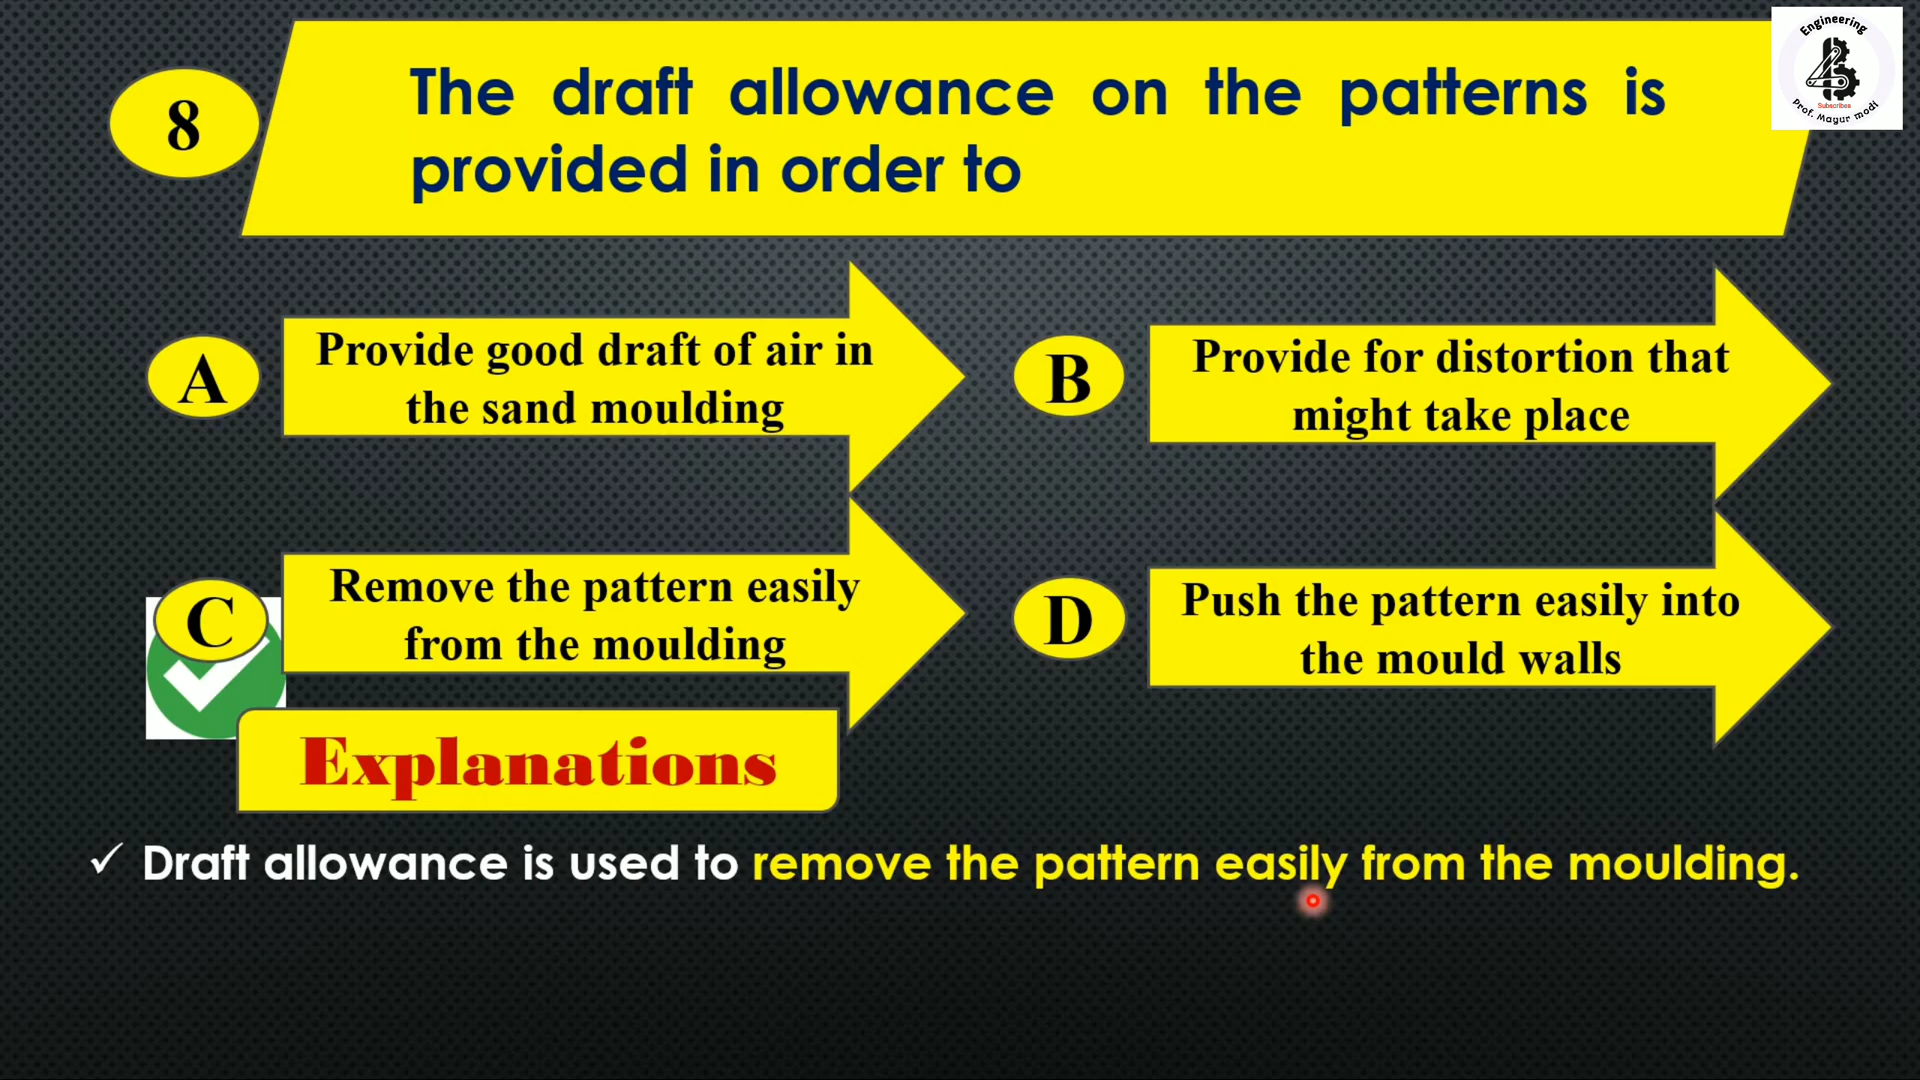 Engineering
Subscribes
Prof. Mayur modi
8
The draft allowance on the patterns is
provided in order to
A
Provide good draft of air in
the sand moulding
B
Provide for distortion that
might take place
C
Remove the pattern easily
from the moulding
D
Push the pattern easily into
the mould walls
Explanations
✓ Draft allowance is used to remove the pattern easily from the moulding.